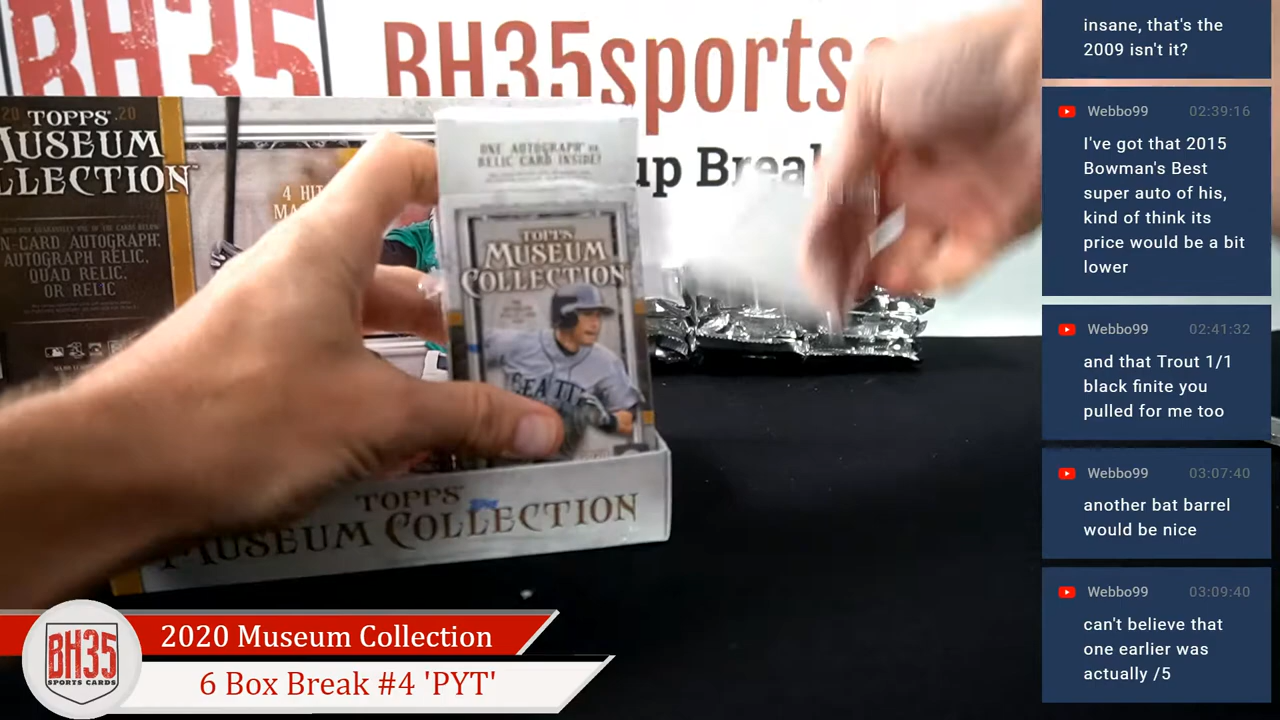 BH35
BH35sports
up Brea
20 TOPPS .20
MUSEUM
LLECTION
N-CARD AUTOGRAPH,
AUTOGRAPH RELIC,
QUAD RELIC,
OR RELIC
4 HIT
MA
ONE AUTOGRAPH OR
RELIC CARD INSIDE!
TOPPS
MUSEUM
COLLECTION
SEATT
TOPPS
MUSEUM COLLECTION
BH35
SPORTS CARDS
2020 Museum Collection
6 Box Break #4 'PYT'
insane, that's the
2009 isn't it?
Webbo99 02:39:16
I've got that 2015
Bowman's Best
super auto of his,
kind of think its
price would be a bit
lower
Webbo99 02:41:32
and that Trout 1/1
black finite you
pulled for me too
Webbo99 03:07:40
another bat barrel
would be nice
Webbo99 03:09:40
can't believe that
one earlier was
actually /5